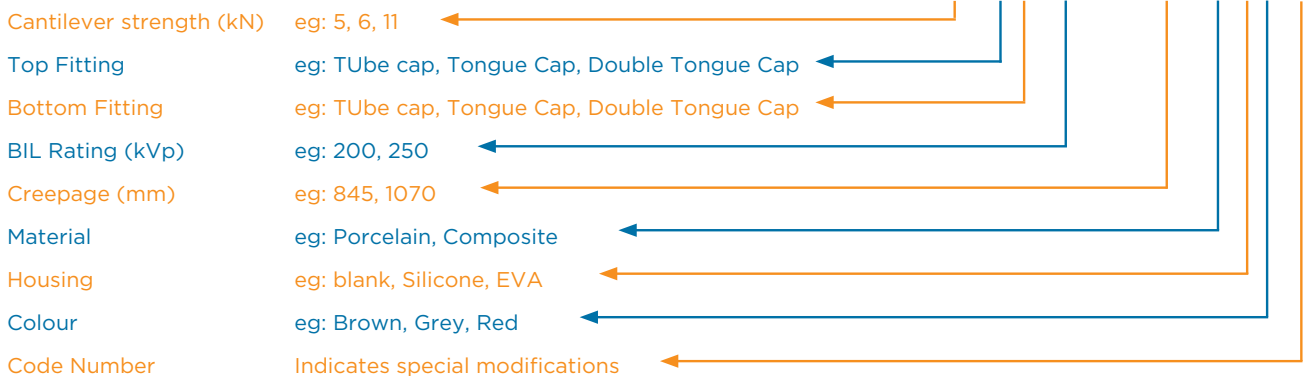 Cantilever strength (kN) eg: 5, 6, 11
Top Fitting eg: TUbe cap, Tongue Cap, Double Tongue Cap
Bottom Fitting eg: TUbe cap, Tongue Cap, Double Tongue Cap
BIL Rating (kVp) eg: 200, 250
Creepage (mm) eg: 845, 1070
Material eg: Porcelain, Composite
Housing eg: blank, Silicone, EVA
Colour eg: Brown, Grey, Red
Code Number Indicates special modifications